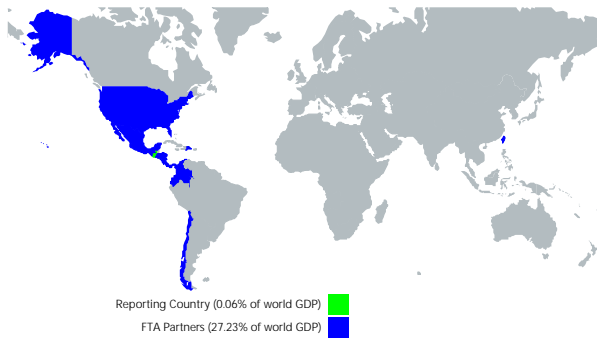 Reporting Country (0.06% of world GDP)
FTA Partners (27.23% of world GDP)